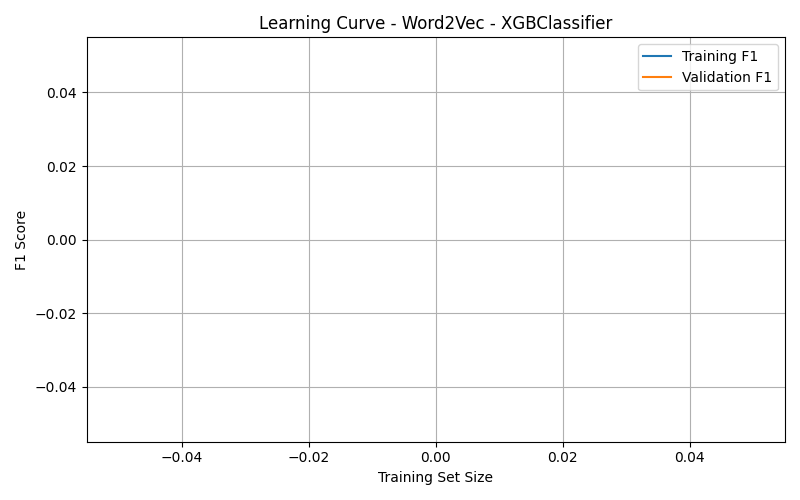 Learning Curve - Word2Vec - XGBClassifier
Training F1
Validation F1
0.04
0.02
0.00
−0.02
−0.04
F1 Score
−0.04
−0.02
0.00
0.02
0.04
Training Set Size